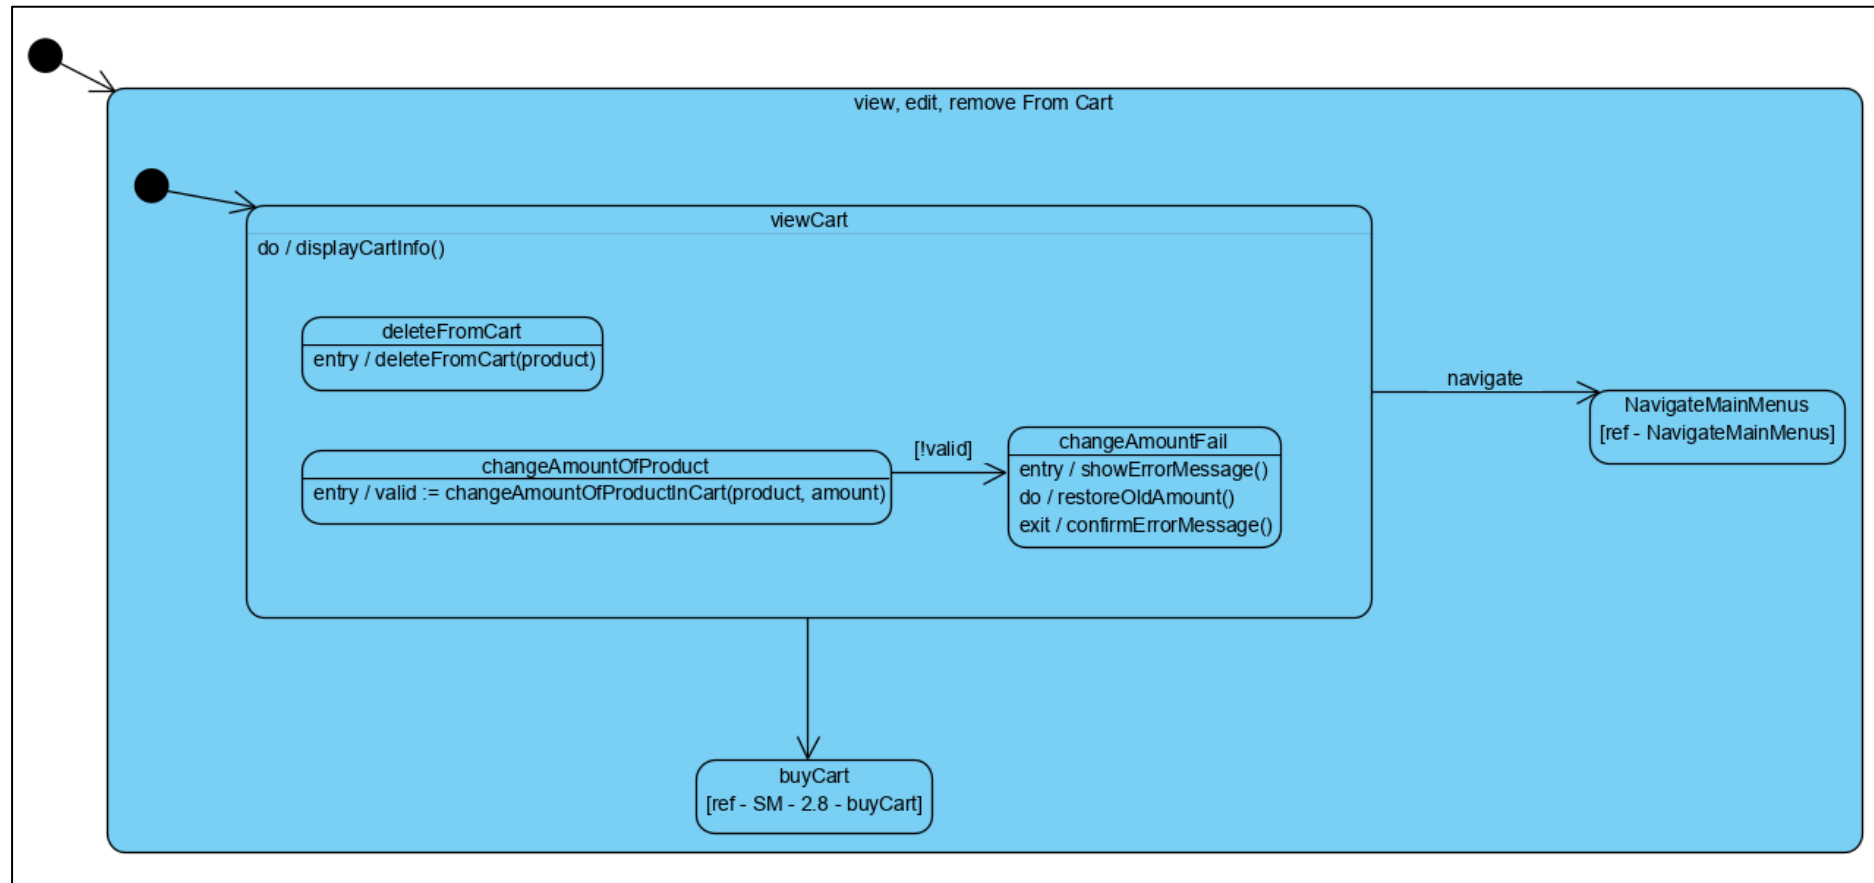 view, edit, remove From Cart
viewCart
do / displayCartInfo()
deleteFromCart
entry / deleteFromCart(product)
changeAmountOfProduct
entry / valid := changeAmountOfProductInCart(product, amount)
[!valid]
changeAmountFail
entry / showErrorMessage()
do / restoreOldAmount()
exit / confirmErrorMessage()
navigate
NavigateMainMenus
[ref - NavigateMainMenus]
buyCart
[ref - SM - 2.8 - buyCart]